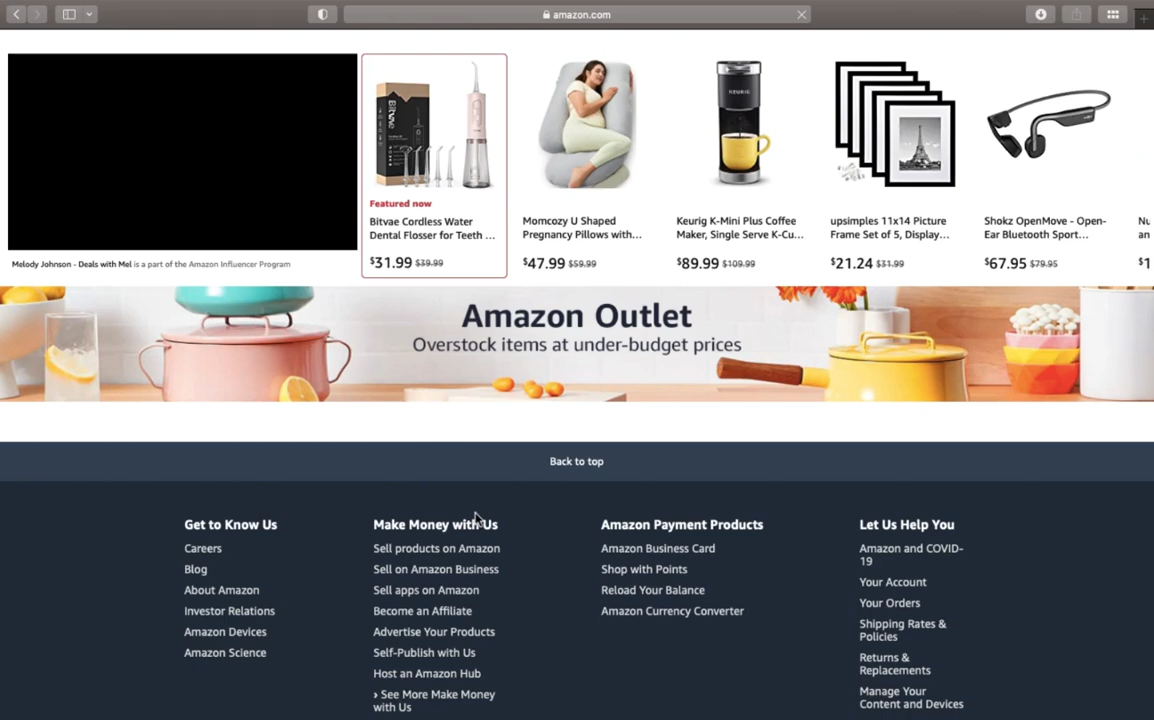 amazon.com
Bitvae
KEURIG
Featured now
Bitvae Cordless Water
Dental Flosser for Teeth ...
$31.99 $39.99
Momcozy U Shaped
Pregnancy Pillows with...
$47.99 $59.99
Keurig K-Mini Plus Coffee
Maker, Single Serve K-Cu...
$89.99 $109.99
upsimples 11x14 Picture
Frame Set of 5, Display...
$21.24 $31.99
Shokz OpenMove - Open-
Ear Bluetooth Sport...
$67.95 $79.95
Nu
an
$1
Melody Johnson - Deals with Mel is a part of the Amazon Influencer Program
Amazon Outlet
Overstock items at under-budget prices
Back to top
Get to Know Us
Careers
Blog
About Amazon
Investor Relations
Amazon Devices
Amazon Science
Make Money with Us
Sell products on Amazon
Sell on Amazon Business
Sell apps on Amazon
Become an Affiliate
Advertise Your Products
Self-Publish with Us
Host an Amazon Hub
› See More Make Money
with Us
Amazon Payment Products
Amazon Business Card
Shop with Points
Reload Your Balance
Amazon Currency Converter
Let Us Help You
Amazon and COVID-
19
Your Account
Your Orders
Shipping Rates &
Policies
Returns &
Replacements
Manage Your
Content and Devices